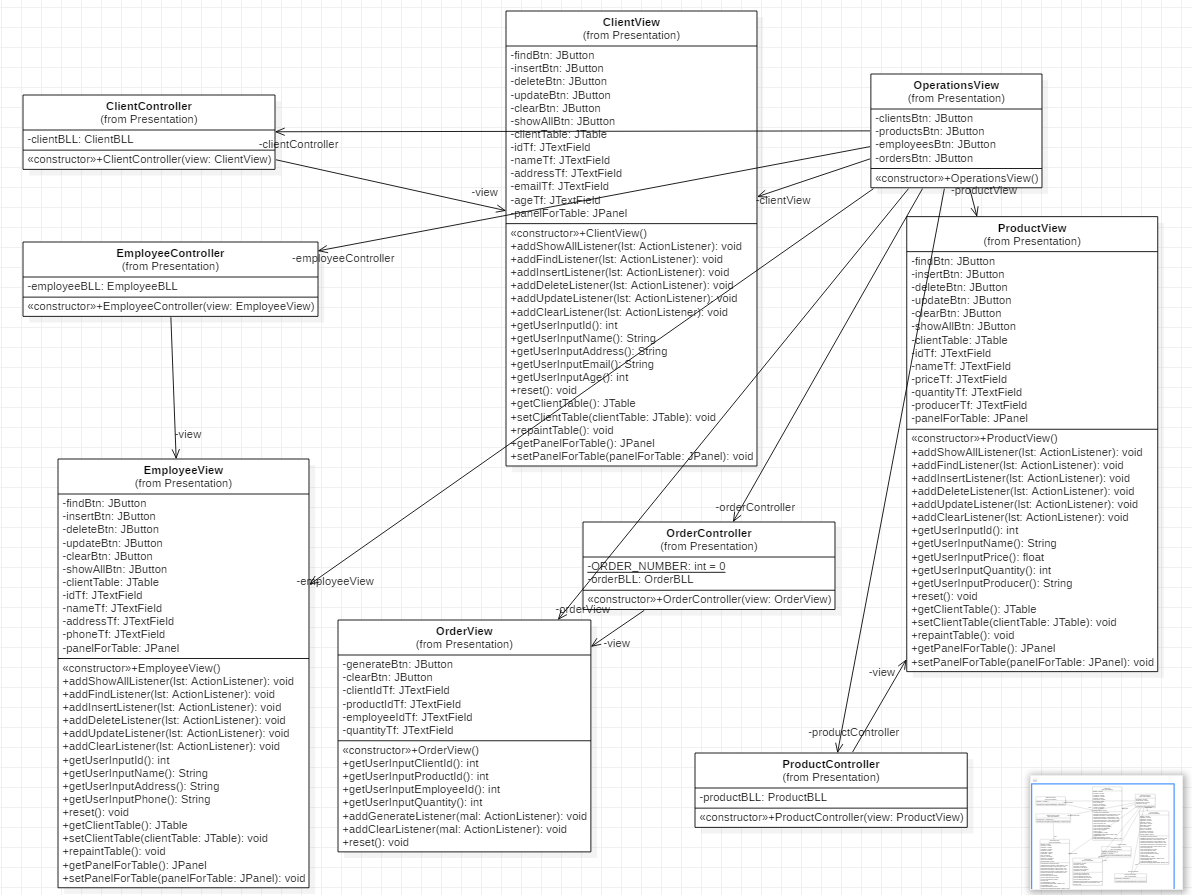 ClientView
(from Presentation)
-findBtn: JButton
-insertBtn: JButton
-deleteBtn: JButton
-updateBtn: JButton
-clearBtn: JButton
-showAllBtn: JButton
-clientTable: JTable
-idTf: JTextField
-nameTf: JTextField
-addressTf: JTextField
-emailTf: JTextField
-ageTf: JTextField
-panelForTable: JPanel
«constructor»+ClientView()
+addShowAllListener(lst: ActionListener): void
+addFindListener(lst: ActionListener): void
+addInsertListener(lst: ActionListener): void
+addDeleteListener(lst: ActionListener): void
+addUpdateListener(lst: ActionListener): void
+addClearListener(lst: ActionListener): void
+getUserInputId(): int
+getUserInputName(): String
+getUserInputAddress(): String
+getUserInputEmail(): String
+getUserInputAge(): int
+reset(): void
+getClientTable(): JTable
+setClientTable(clientTable: JTable): void
+repaintTable(): void
+getPanelForTable(): JPanel
+setPanelForTable(panelForTable: JPanel): void
OperationsView
(from Presentation)
-clientsBtn: JButton
-productsBtn: JButton
-employeesBtn: JButton
-ordersBtn: JButton
«constructor»+OperationsView()
ClientController
(from Presentation)
-clientBLL: ClientBLL
«constructor»+ClientController(view: ClientView)
-clientController
-view
-clientView
-productView
EmployeeController
(from Presentation)
-employeeBLL: EmployeeBLL
«constructor»+EmployeeController(view: EmployeeView)
-employeeController
-view
ProductView
(from Presentation)
-findBtn: JButton
-insertBtn: JButton
-deleteBtn: JButton
-updateBtn: JButton
-clearBtn: JButton
-showAllBtn: JButton
-clientTable: JTable
-idTf: JTextField
-nameTf: JTextField
-priceTf: JTextField
-quantityTf: JTextField
-producerTf: JTextField
-panelForTable: JPanel
«constructor»+ProductView()
+addShowAllListener(lst: ActionListener): void
+addFindListener(lst: ActionListener): void
+addInsertListener(lst: ActionListener): void
+addDeleteListener(lst: ActionListener): void
+addUpdateListener(lst: ActionListener): void
+addClearListener(lst: ActionListener): void
+getUserInputId(): int
+getUserInputName(): String
+getUserInputPrice(): float
+getUserInputQuantity(): int
+getUserInputProducer(): String
+reset(): void
+getClientTable(): JTable
+setClientTable(clientTable: JTable): void
+repaintTable(): void
+getPanelForTable(): JPanel
+setPanelForTable(panelForTable: JPanel): void
EmployeeView
(from Presentation)
-findBtn: JButton
-insertBtn: JButton
-deleteBtn: JButton
-updateBtn: JButton
-clearBtn: JButton
-showAllBtn: JButton
-clientTable: JTable
-idTf: JTextField
-nameTf: JTextField
-addressTf: JTextField
-phoneTf: JTextField
-panelForTable: JPanel
«constructor»+EmployeeView()
+addShowAllListener(lst: ActionListener): void
+addFindListener(lst: ActionListener): void
+addInsertListener(lst: ActionListener): void
+addDeleteListener(lst: ActionListener): void
+addUpdateListener(lst: ActionListener): void
+addClearListener(lst: ActionListener): void
+getUserInputId(): int
+getUserInputName(): String
+getUserInputAddress(): String
+getUserInputPhone(): String
+reset(): void
+getClientTable(): JTable
+setClientTable(clientTable: JTable): void
+repaintTable(): void
+getPanelForTable(): JPanel
+setPanelForTable(panelForTable: JPanel): void
-employeeView
-orderController
OrderController
(from Presentation)
-ORDER_NUMBER: int = 0
-orderBLL: OrderBLL
«constructor»+OrderController(view: OrderView)
-orderView
-view
OrderView
(from Presentation)
-generateBtn: JButton
-clearBtn: JButton
-clientIdTf: JTextField
-productIdTf: JTextField
-employeeIdTf: JTextField
-quantityTf: JTextField
«constructor»+OrderView()
+getUserInputClientId(): int
+getUserInputProductId(): int
+getUserInputEmployeeId(): int
+getUserInputQuantity(): int
+addGenerateListener(mal: ActionListener): void
+addClearListener(mal: ActionListener): void
+reset(): void
-view
-productController
ProductController
(from Presentation)
-productBLL: ProductBLL
«constructor»+ProductController(view: ProductView)